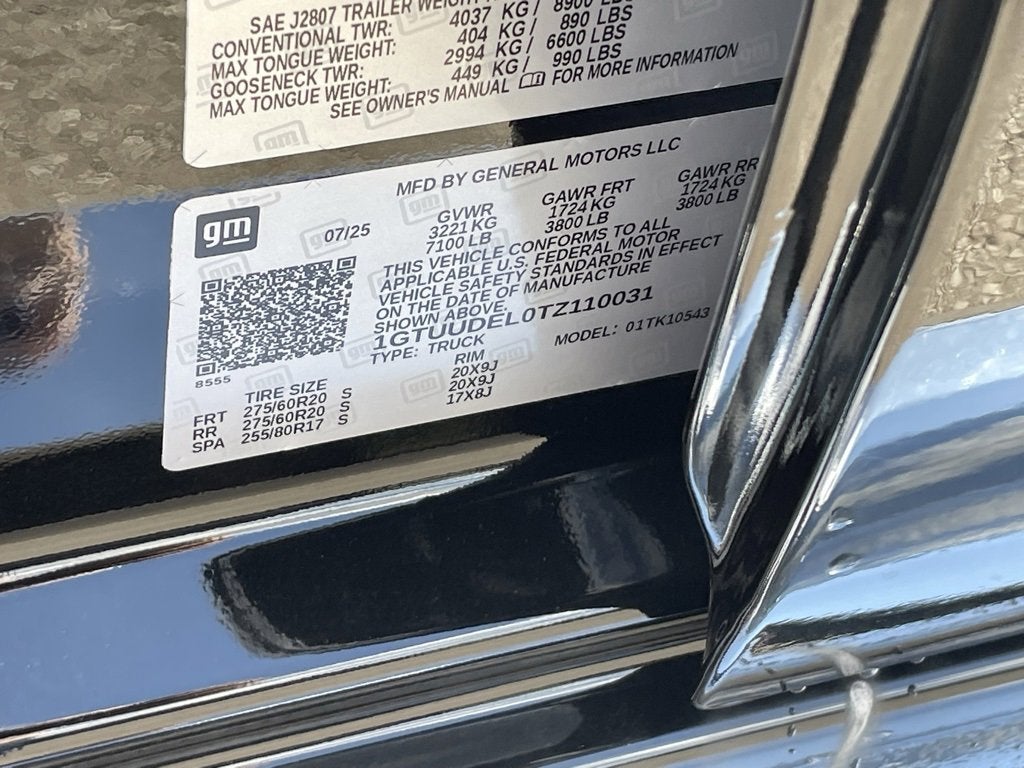 SAE J2807 TRAILER WEIGHT
CONVENTIONAL TWR: 4037 KG/ 8900 LBS
MAX TONGUE WEIGHT: 404 KG/ 890 LBS
GOOSENECK TWR: 2994 KG/ 6600 LBS
MAX TONGUE WEIGHT: 449 KG/ 990 LBS
SEE OWNER'S MANUAL FOR MORE INFORMATION
gm
MFD BY GENERAL MOTORS LLC
gm
07/25
GVWR GAWR FRT GAWR RR
3221 KG 1724 KG 1724 KG
7100 LB 3800 LB 3800 LB
THIS VEHICLE CONFORMS TO ALL
APPLICABLE U.S. FEDERAL MOTOR
VEHICLE SAFETY STANDARDS IN EFFECT
ON THE DATE OF MANUFACTURE
SHOWN ABOVE.
1GTUUDEL0TZ110031
TYPE: TRUCK MODEL: 01TK10543
8555
TIRE SIZE RIM
FRT 275/60R20 S 20X9J
RR 275/60R20 S 20X9J
SPA 255/80R17 S 17X8J